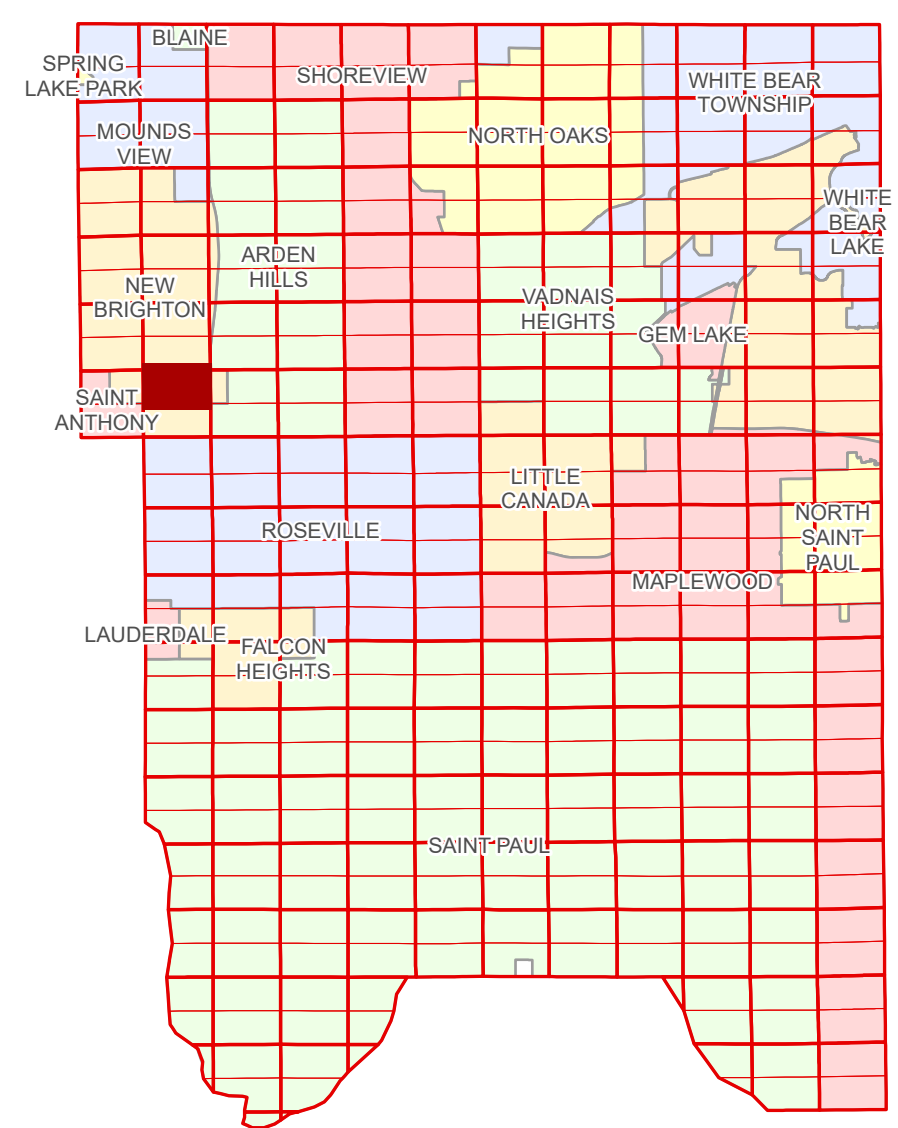 BLAINE
SPRING
LAKE PARK
SHOREVIEW
WHITE BEAR
TOWNSHIP
MOUNDS
VIEW
NORTH OAKS
WHITE
BEAR
LAKE
ARDEN
HILLS
NEW
BRIGHTON
VADNAIS
HEIGHTS
GEM LAKE
SAINT
ANTHONY
LITTLE
CANADA
NORTH
SAINT
PAUL
ROSEVILLE
MAPLEWOOD
LAUDERDALE
FALCON
HEIGHTS
SAINT PAUL